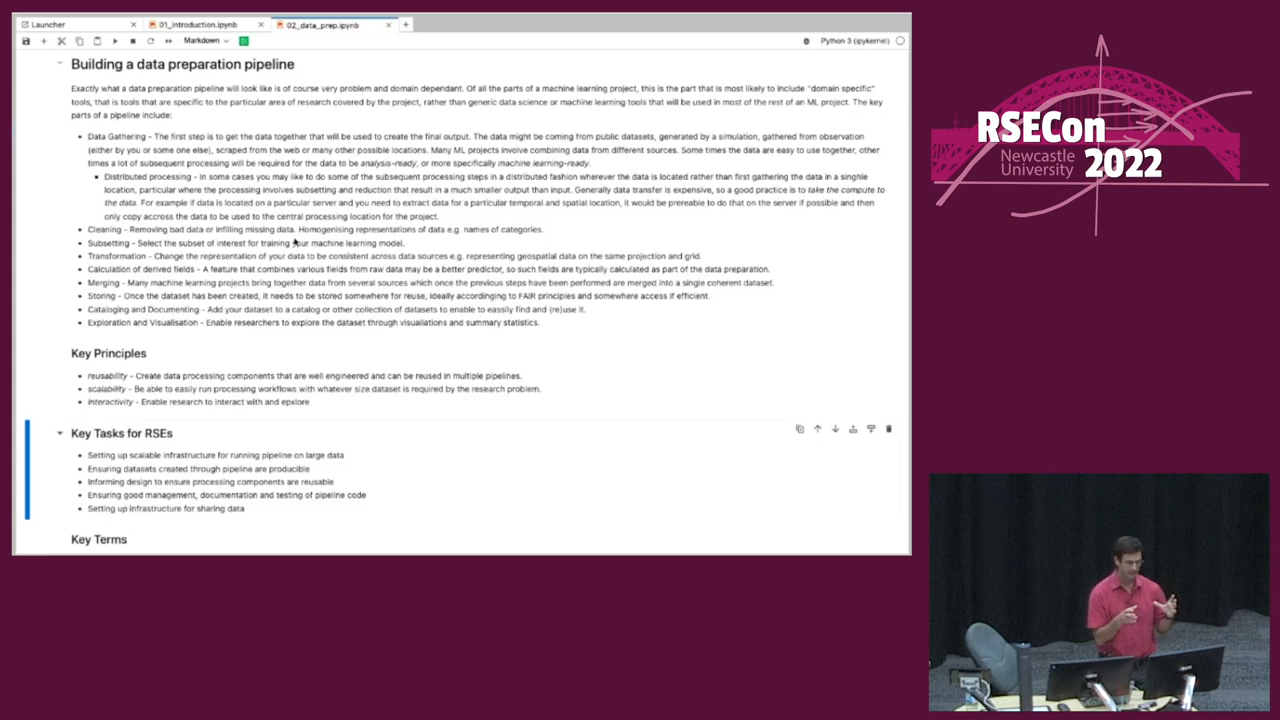 Launcher
01_introduction.ipynb
02_data_prep.ipynb
Markdown
Python 3 (ipykernel)
Building a data preparation pipeline
Exactly what a data preparation pipeline will look like is of course very problem and domain dependant. Of all the parts of a machine learning project, this is the part that is most likely to include "domain specific"
tools, that is tools that are specific to the particular area of research covered by the project, rather than generic data science or machine learning tools that will be used in most of the rest of an ML project. The key
parts of a pipeline include:
Data Gathering - The first step is to get the data together that will be used to create the final output. The data might be coming from public datasets, generated by a simulation, gathered from observation
(either by you or some one else), scraped from the web or many other possible locations. Many ML projects involve combining data from different sources. Some times the data are easy to use together, other
times a lot of subsequent processing will be required for the data to be analysis-ready, or more specifically machine learning-ready.
Distributed processing - In some cases you may like to do some of the subsequent processing steps in a distributed fashion wherever the data is located rather than first gathering the data in a singhle
location, particular where the processing involves subsetting and reduction that result in a much smaller output than input. Generally data transfer is expensive, so a good practice is to take the compute to
the data. For example if data is located on a particular server and you need to extract data for a particular temporal and spatial location, it would be prereable to do that on the server if possible and then
only copy accross the data to be used to the central processing location for the project.
Cleaning - Removing bad data or infilling missing data. Homogenising representations of data e.g. names of categories.
Subsetting - Select the subset of interest for training your machine learning model.
Transformation - Change the representation of your data to be consistent across data sources e.g. representing geospatial data on the same projection and grid.
Calculation of derived fields - A feature that combines various fields from raw data may be a better predictor, so such fields are typically calculated as part of the data preparation.
Merging - Many machine learning projects bring together data from several sources which once the previous steps have been performed are merged into a single coherent dataset.
Storing - Once the dataset has been created, it needs to be stored somewhere for reuse, ideally accordinging to FAIR principles and somewhere access if efficient.
Cataloging and Documenting - Add your dataset to a catalog or other collection of datasets to enable to eassily find and (re)use it.
Exploration and Visualisation - Enable researchers to explore the dataset through visualiations and summary statistics.
Key Principles
reusability - Create data processing components that are well engineered and can be reused in multiple pipelines.
scalability - Be able to easily run processing workflows with whatever size dataset is required by the research problem.
interactivity - Enable research to interact with and epxlore
Key Tasks for RSEs
Setting up scalable infrastructure for running pipeline on large data
Ensuring datasets created through pipeline are producible
Informing design to ensure processing components are reusable
Ensuring good management, documentation and testing of pipeline code
Setting up infrastructure for sharing data
Key Terms
RSECon
Newcastle
University
2022